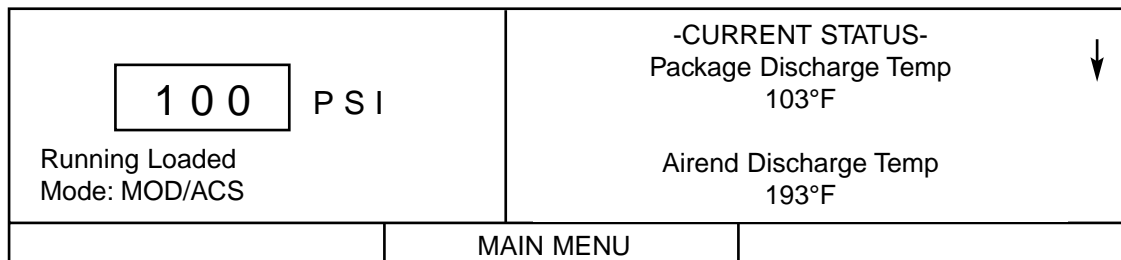 100 PSI
Running Loaded
Mode: MOD/ACS
-CURRENT STATUS-
Package Discharge Temp
103°F
Airend Discharge Temp
193°F
MAIN MENU